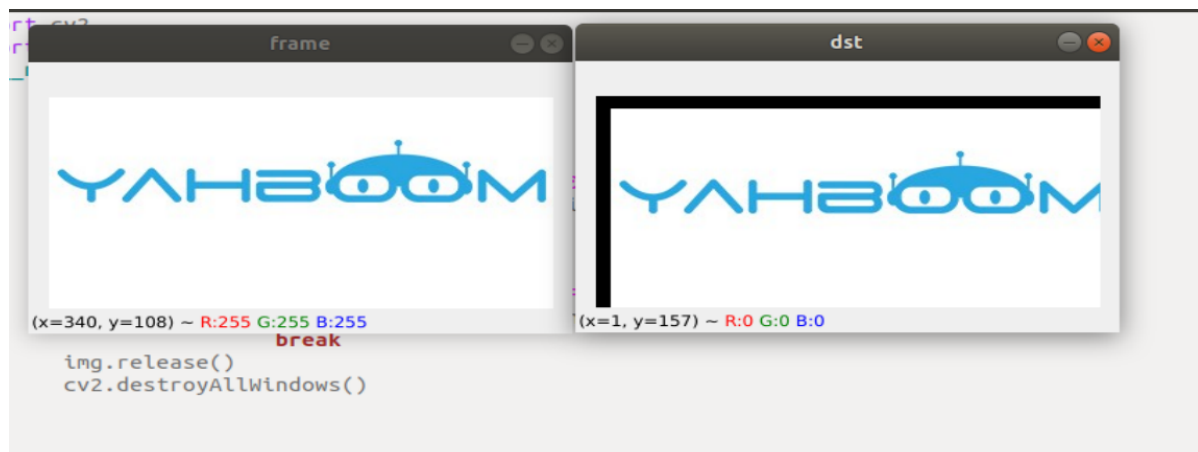 frame
dst
YAHBOOM
YAHBOOM
(x=340, y=108) ~ R:255 G:255 B:255
(x=1, y=157) ~ R:0 G:0 B:0
break
img.release()
cv2.destroyAllWindows()